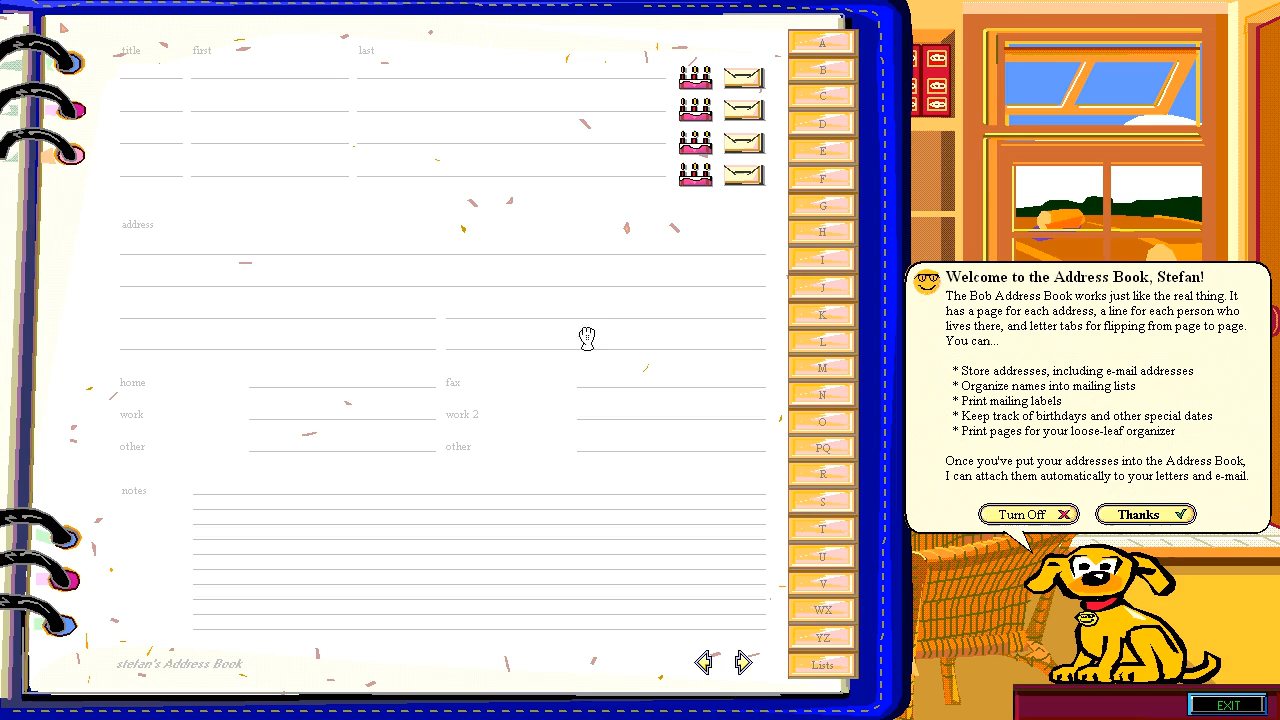 title first last
address
home fax
work work 2
other other
notes
stefan's Address Book
A
B
C
D
E
F
G
H
I
J
K
L
M
N
O
PQ
R
S
T
U
V
WX
YZ
Lists
Welcome to the Address Book, Stefan!
The Bob Address Book works just like the real thing. It
has a page for each address, a line for each person who
lives there, and letter tabs for flipping from page to page.
You can...
* Store addresses, including e-mail addresses
* Organize names into mailing lists
* Print mailing labels
* Keep track of birthdays and other special dates
* Print pages for your loose-leaf organizer
Once you've put your addresses into the Address Book,
I can attach them automatically to your letters and e-mail.
Turn Off Thanks
EXIT